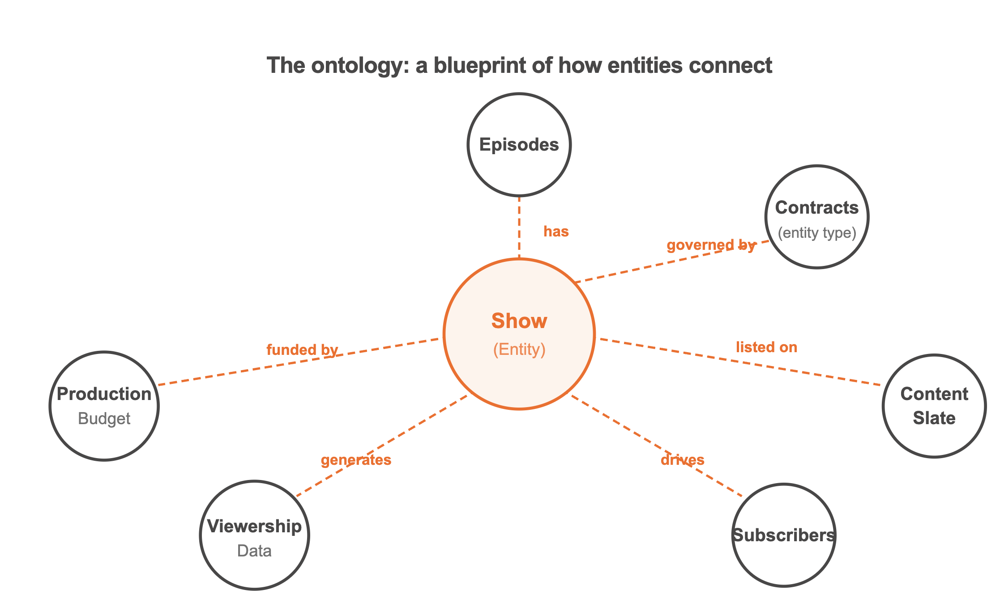 The ontology: a blueprint of how entities connect
Episodes
has
Contracts
(entity type)
governed by
Show
(Entity)
funded by
listed on
Production
Budget
Content
Slate
generates
drives
Viewership
Data
Subscribers